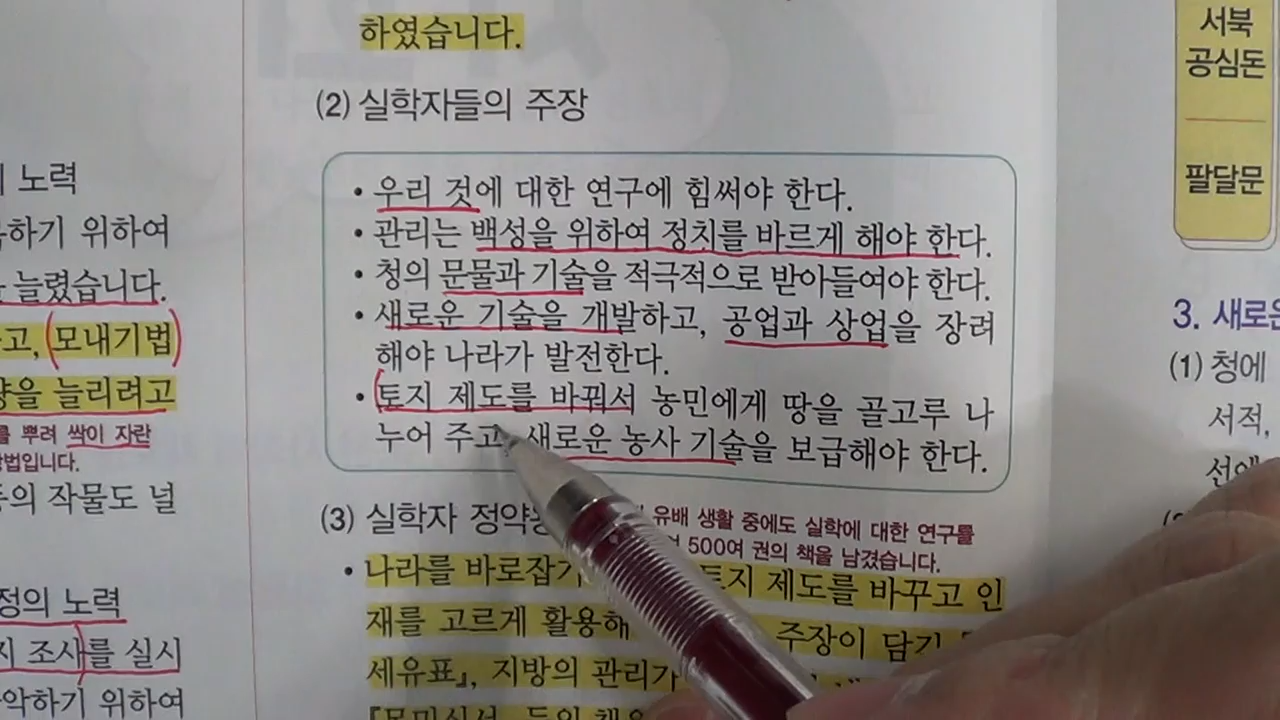 노력
하기 위하여
늘렸습니다.
고, (모내기법)
양을 늘리려고
를 뿌려 싹이 자란
방법입니다.
등의 작물도 널
정의 노력
지 조사를 실시
악하기 위하여
하였습니다.
(2) 실학자들의 주장
• 우리 것에 대한 연구에 힘써야 한다.
• 관리는 백성을 위하여 정치를 바르게 해야 한다.
• 청의 문물과 기술을 적극적으로 받아들여야 한다.
• 새로운 기술을 개발하고, 공업과 상업을 장려
해야 나라가 발전한다.
• 토지 제도를 바꿔서 농민에게 땅을 골고루 나
누어 주고, 새로운 농사 기술을 보급해야 한다.
(3) 실학자 정약용
유배 생활 중에도 실학에 대한 연구를
500여 권의 책을 남겼습니다.
• 나라를 바로잡기 토지 제도를 바꾸고 인
재를 고르게 활용해 주장이 담긴
세유표』, 지방의 관리가
『목민심서』 등의 책을
서북
공심돈
팔달문
3. 새로운
(1) 청에
서적,
선에